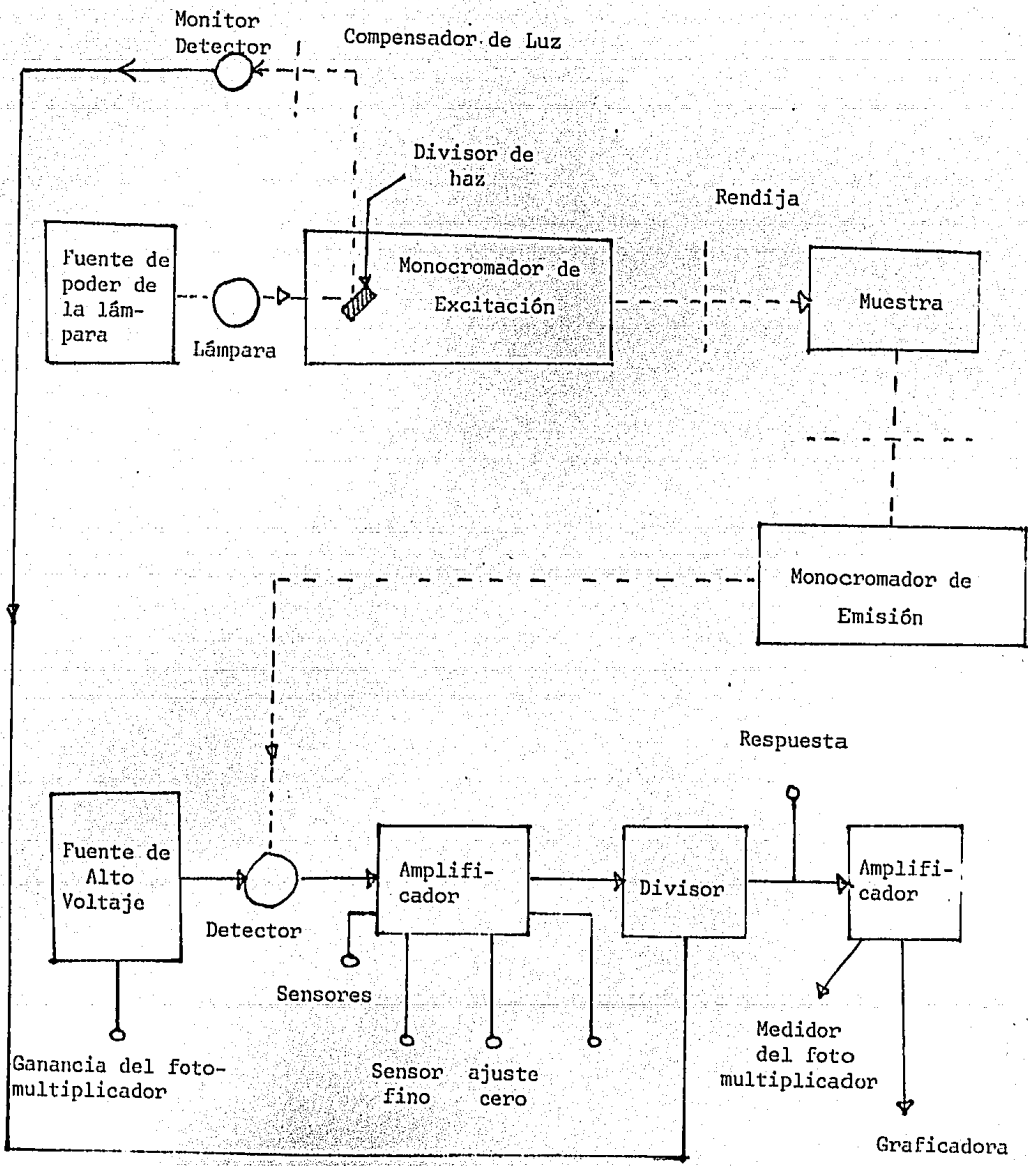 Monitor
Detector
Compensador de Luz
Divisor de
haz
Rendija
Fuente de
poder de
la lám-
para
Lámpara
Monocromador de
Excitación
Muestra
Monocromador de
Emisión
Respuesta
Fuente de
Alto
Voltaje
Detector
Amplifi-
cador
Divisor
Amplifi-
cador
Sensores
Ganancia del foto-
multiplicador
Sensor
fino
ajuste
cero
Medidor
del foto
multiplicador
Graficadora